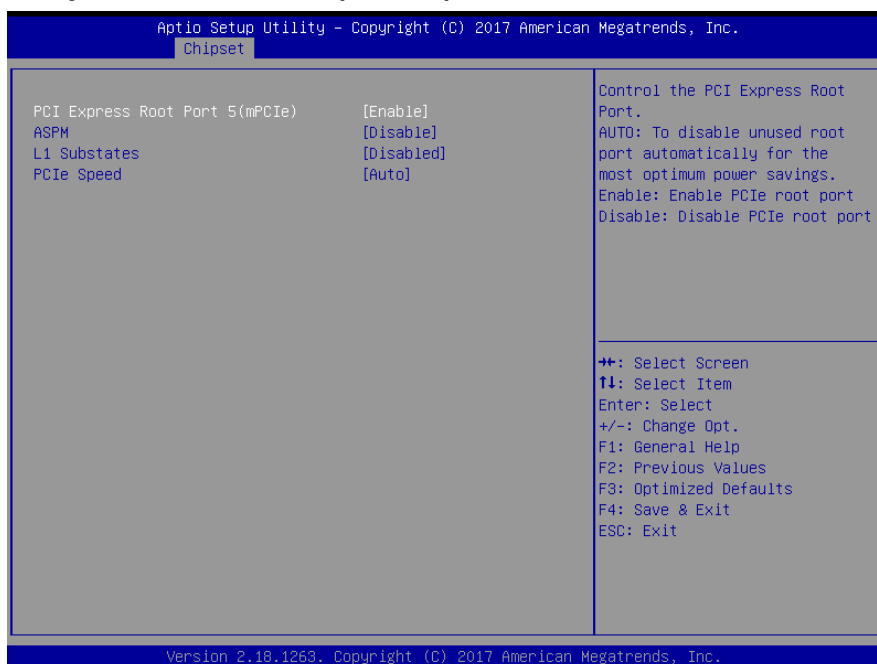 Aptio Setup Utility – Copyright (C) 2017 American Megatrends, Inc.
Chipset
PCI Express Root Port 5(mPCIe) [Enable]
ASPM [Disable]
L1 Substates [Disabled]
PCIe Speed [Auto]
Control the PCI Express Root
Port.
AUTO: To disable unused root
port automatically for the
most optimum power savings.
Enable: Enable PCIe root port
Disable: Disable PCIe root port
→←: Select Screen
↑↓: Select Item
Enter: Select
+/-: Change Opt.
F1: General Help
F2: Previous Values
F3: Optimized Defaults
F4: Save & Exit
ESC: Exit
Version 2.18.1263. Copyright (C) 2017 American Megatrends, Inc.